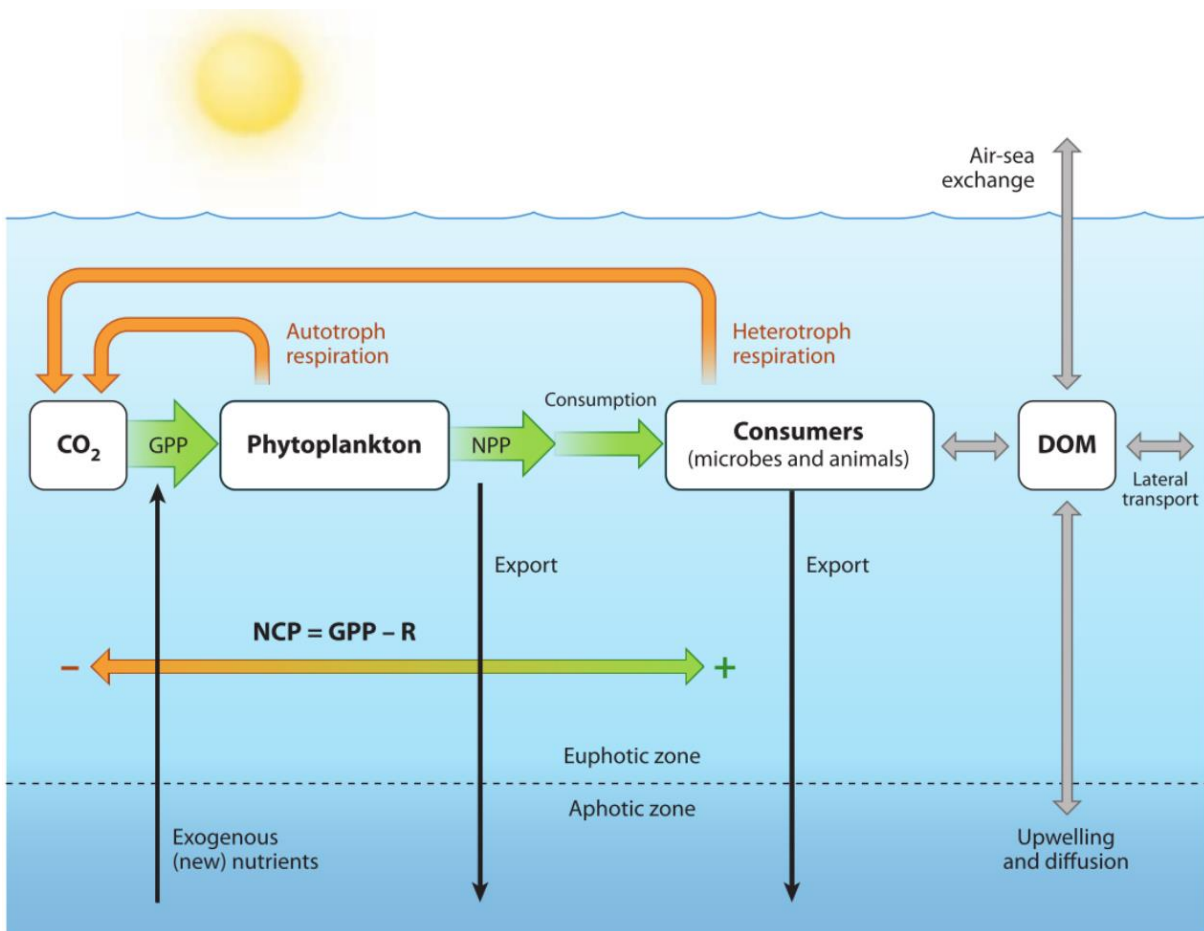 Air-sea
exchange
Autotroph
respiration
Heterotroph
respiration
CO₂
GPP
Phytoplankton
NPP
Consumption
Consumers
(microbes and animals)
DOM
Lateral
transport
Export
Export
NCP = GPP – R
–
+
Euphotic zone
Aphotic zone
Exogenous
(new) nutrients
Upwelling
and diffusion